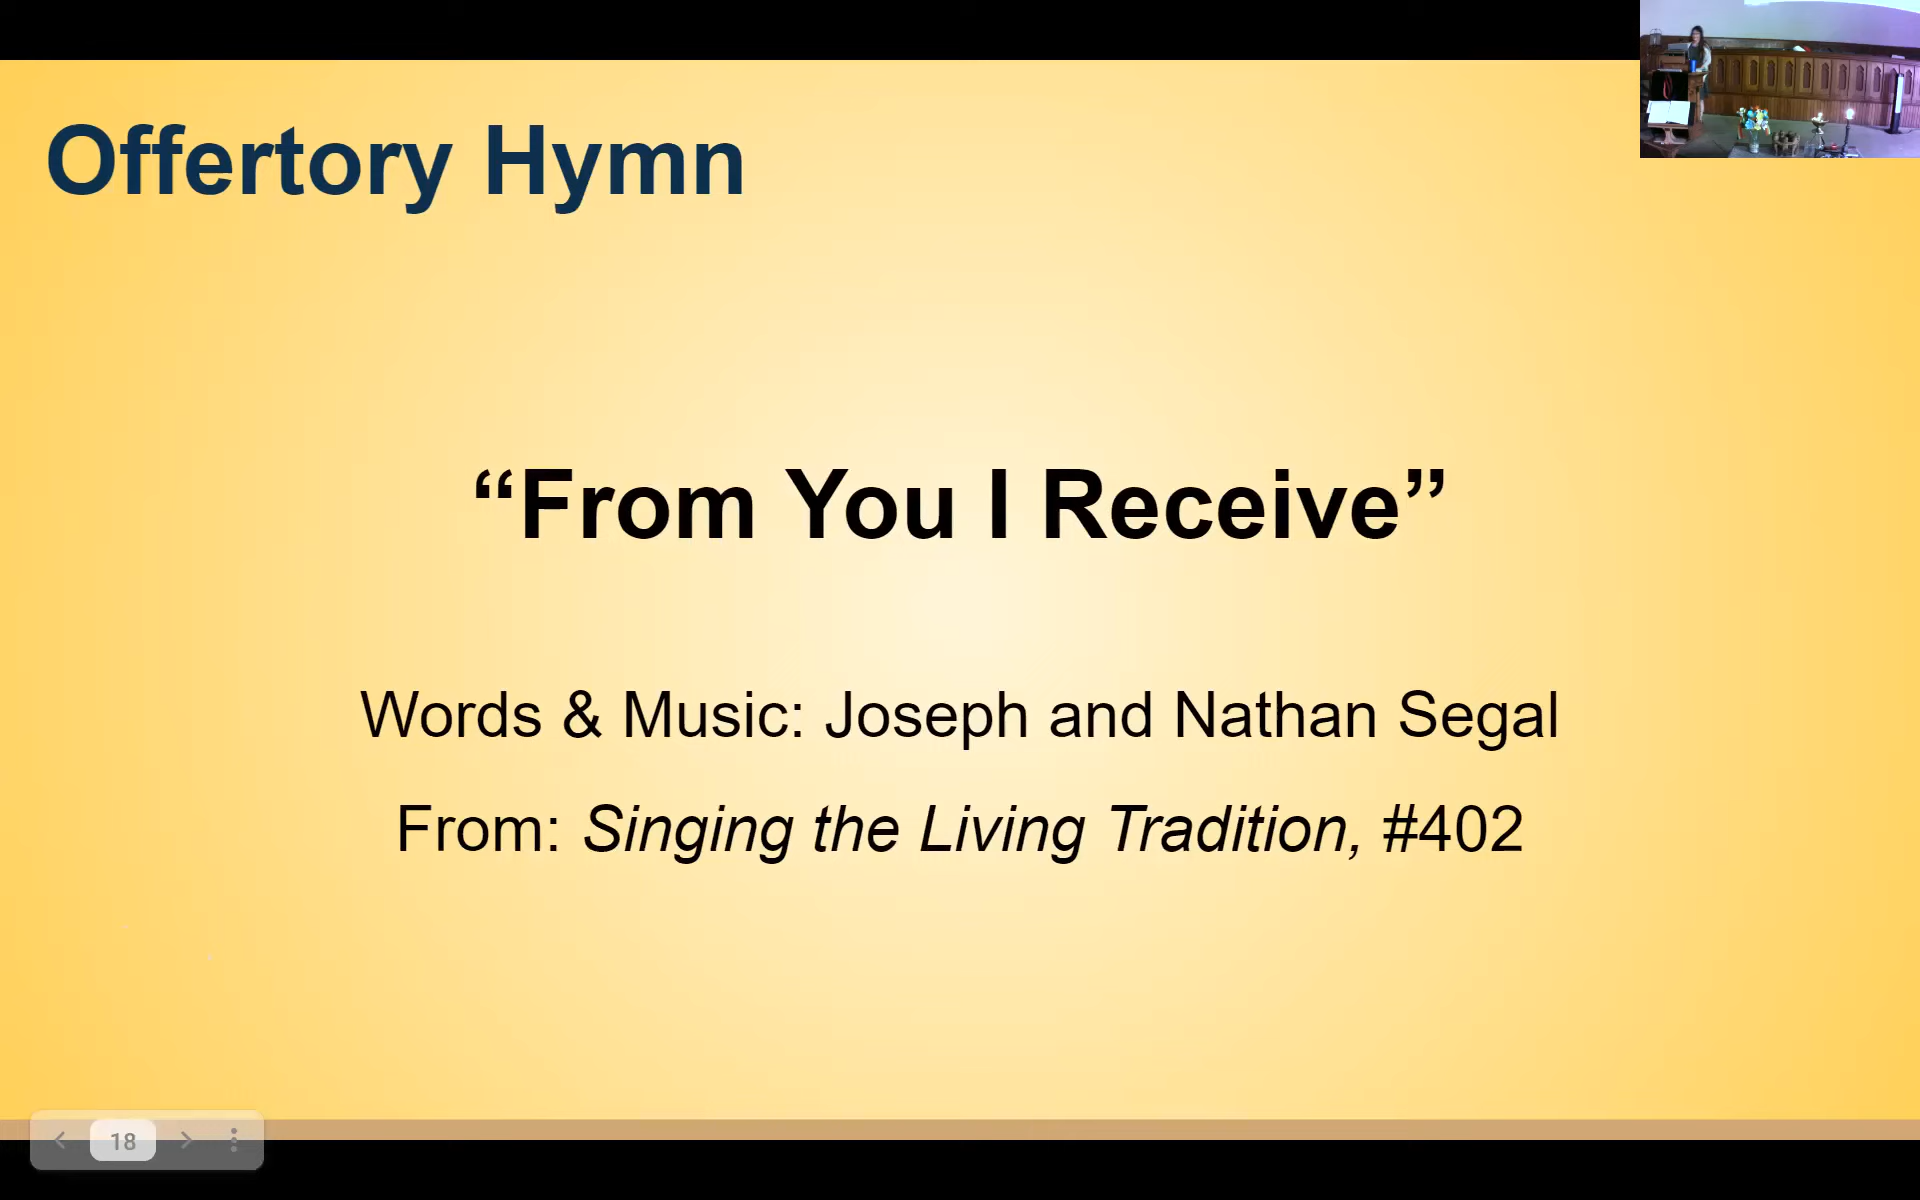 Offertory Hymn
“From You I Receive”
Words & Music: Joseph and Nathan Segal
From: Singing the Living Tradition, #402
18